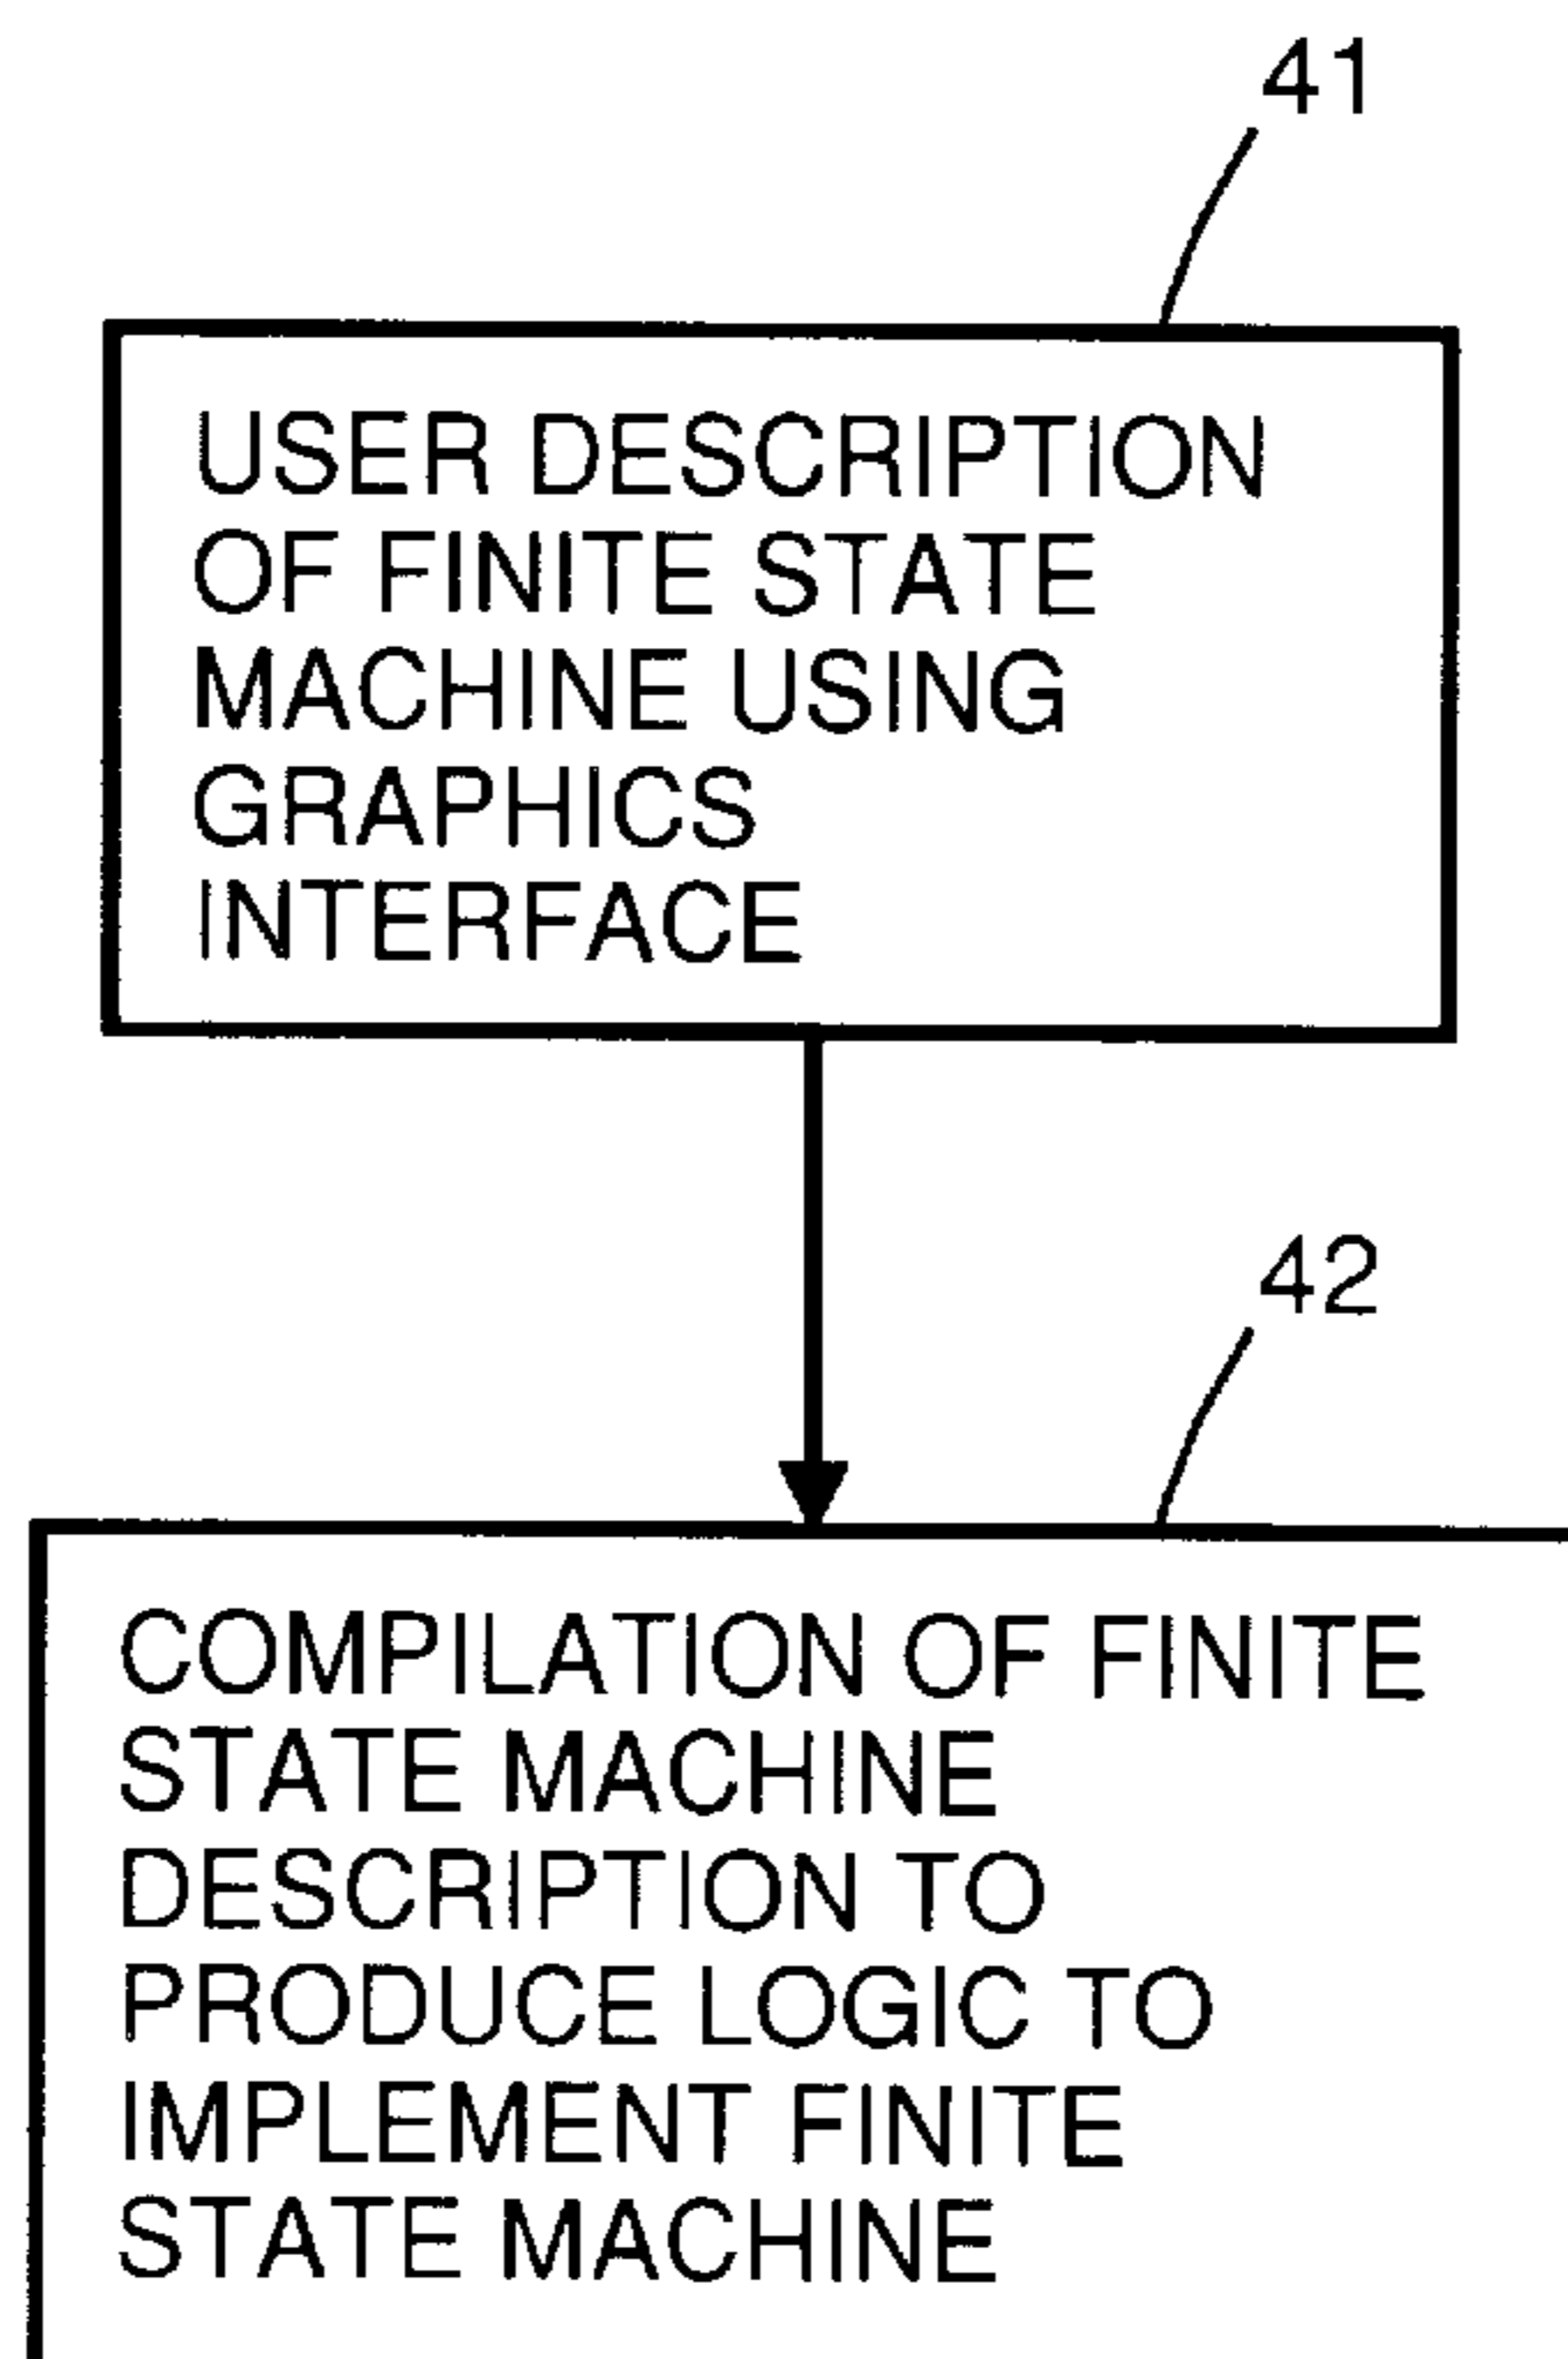 41
USER DESCRIPTION
OF FINITE STATE
MACHINE USING
GRAPHICS
INTERFACE
42
COMPILATION OF FINITE
STATE MACHINE
DESCRIPTION TO
PRODUCE LOGIC TO
IMPLEMENT FINITE
STATE MACHINE